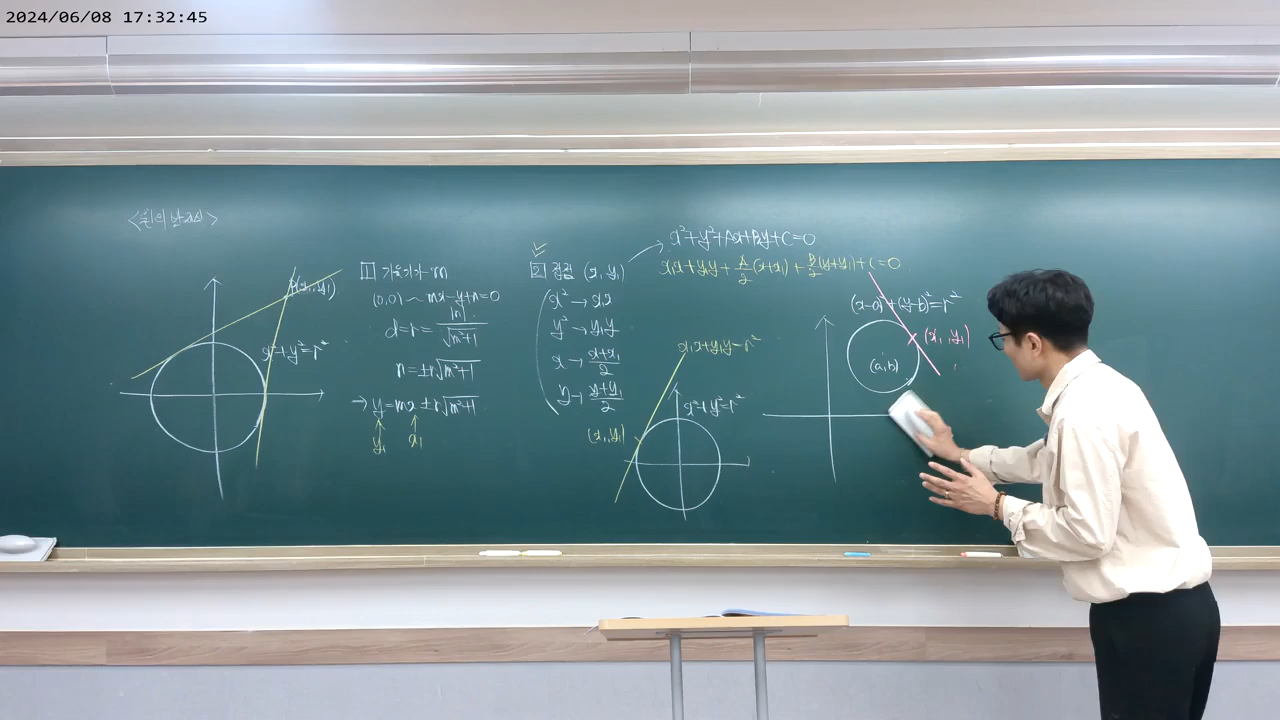 2024/06/08 17:32:45
<원의 방정식>
P(x₁, y₁)
x²+y²=r²
1 기울기가 m
(0,0) ~ mx-y+n=0
d=r=|n|/√(m²+1)
n=±r√(m²+1)
→ y=mx±r√(m²+1)
↑ ↑
y₁ x₁
✓
2 접점 (x₁, y₁)
x² → x₁x
y² → y₁y
x → (x+x₁)/2
y → (y+y₁)/2
x²+y²+Ax+By+C=0
x₁x+y₁y+A/2(x+x₁)+B/2(y+y₁)+C=0
x₁x+y₁y=r²
x²+y²=r²
(x₁, y₁)
(x-a)²+(y-b)²=r²
(x₁, y₁)
(a,b)